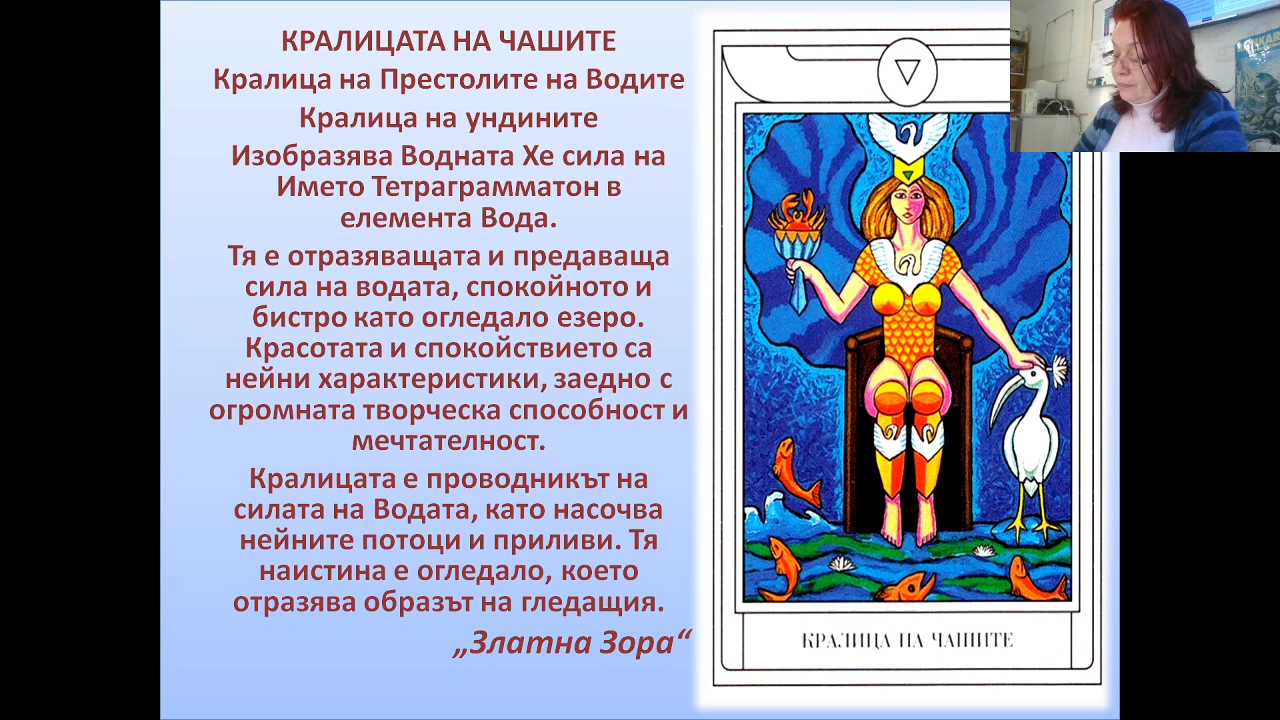 КРАЛИЦАТА НА ЧАШИТЕ
Кралица на Престолите на Водите
Кралица на ундините
Изобразява Водната Хе сила на
Името Тетраграмматон в
елемента Вода.
Тя е отразяващата и предаваща
сила на водата, спокойното и
бистро като огледало езеро.
Красотата и спокойствието са
нейни характеристики, заедно с
огромната творческа способност и
мечтателност.
Кралицата е проводникът на
силата на Водата, като насочва
нейните потоци и приливи. Тя
наистина е огледало, което
отразява образът на гледащия.
„Златна Зора“
КРАЛИЦА НА ЧАШИТЕ